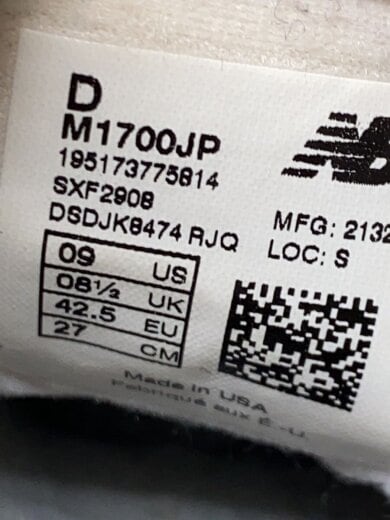 D
M1700JP
195173775814
SXF2908
DSDJK8474 RJQ
MFG: 2132
LOC: S
09 US
08½ UK
42.5 EU
27 CM
Made in USA
Fabriqué aux É.-U.